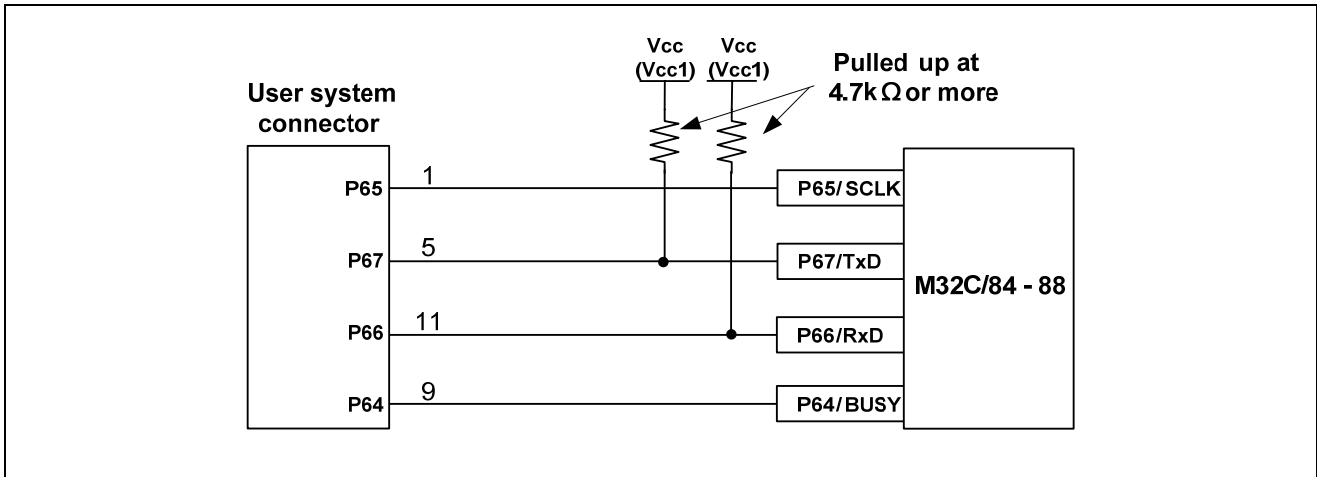 Vcc
(Vcc1)
Vcc
(Vcc1)
Pulled up at
4.7kΩ or more
User system
connector
P65
1
P65/ SCLK
P67
5
P67/TxD
M32C/84 - 88
P66
11
P66/RxD
P64
9
P64/BUSY